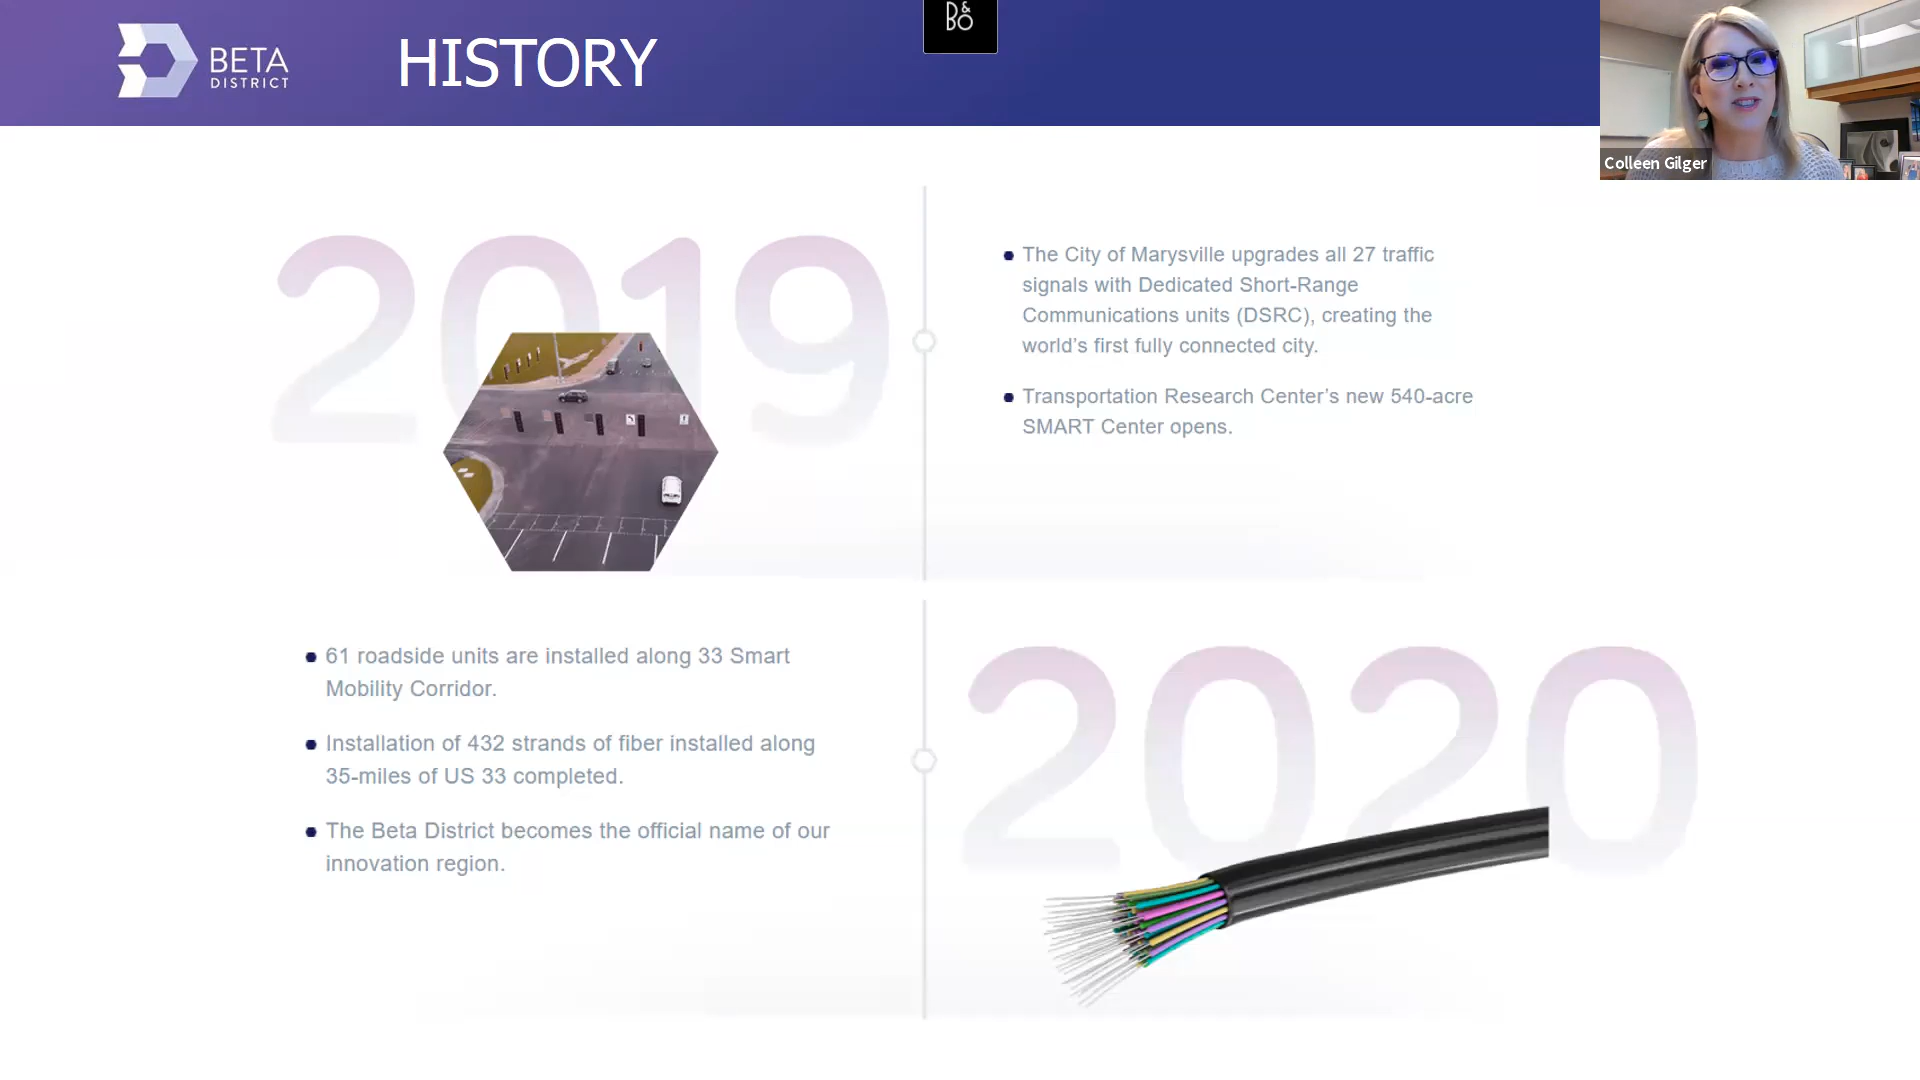 BETA
DISTRICT
HISTORY
B&O
Colleen Gilger
2019
The City of Marysville upgrades all 27 traffic
signals with Dedicated Short-Range
Communications units (DSRC), creating the
world's first fully connected city.
Transportation Research Center's new 540-acre
SMART Center opens.
61 roadside units are installed along 33 Smart
Mobility Corridor.
Installation of 432 strands of fiber installed along
35-miles of US 33 completed.
The Beta District becomes the official name of our
innovation region.
2020